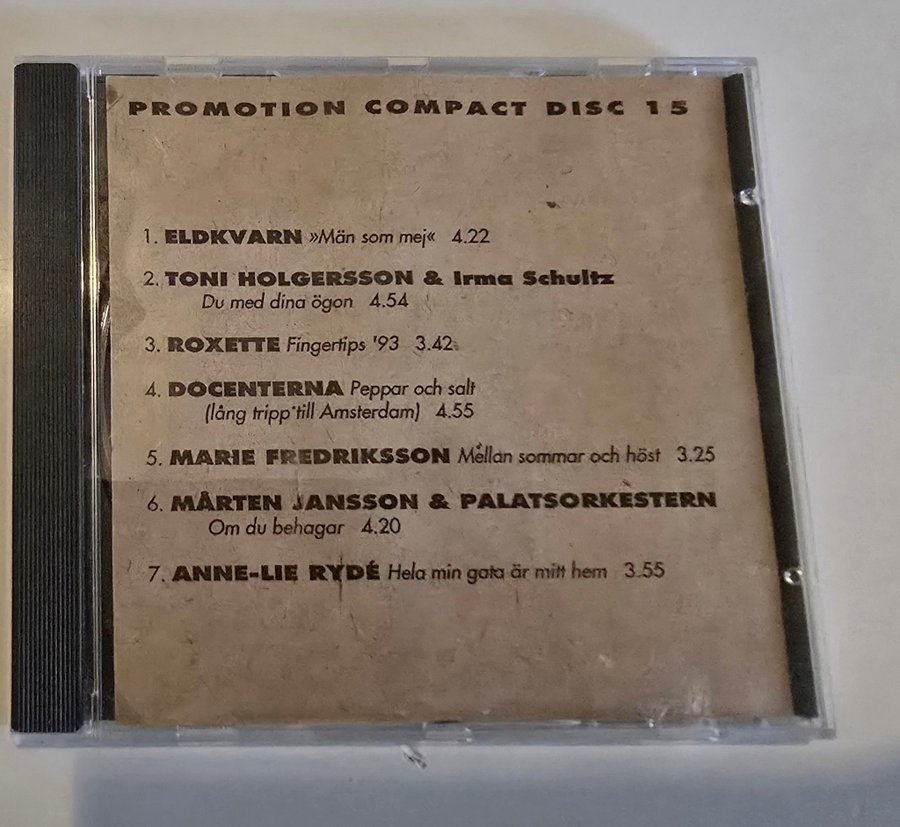 PROMOTION COMPACT DISC 15
1. ELDKVARN »Män som mej« 4.22
2. TONI HOLGERSSON & Irma Schultz
Du med dina ögon 4.54
3. ROXETTE Fingertips '93 3.42
4. DOCENTERNA Peppar och salt
(lång tripp till Amsterdam) 4.55
5. MARIE FREDRIKSSON Mellan sommar och höst 3.25
6. MÅRTEN JANSSON & PALATSORKESTERN
Om du behagar 4.20
7. ANNE-LIE RYDÉ Hela min gata är mitt hem 3.55